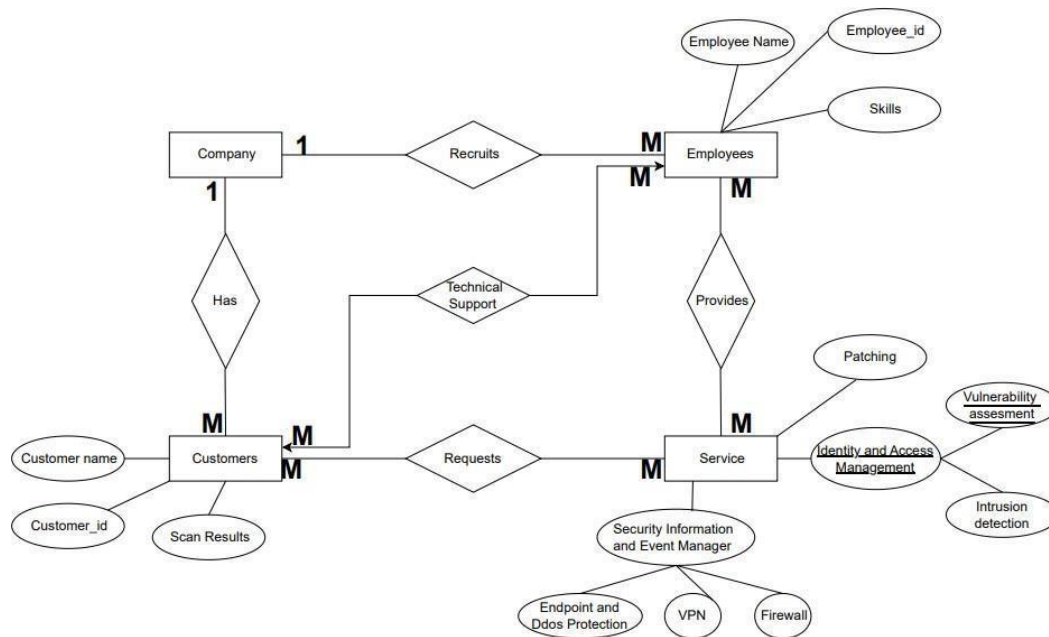 Employee Name
Employee_id
Skills
Company
1
Recruits
M
Employees
M
M
1
Has
Technical
Support
Provides
Patching
Vulnerability
assesment
M
M
M
Customer name
Customers
M
Requests
M
Service
Identity and Access
Management
Customer_id
Scan Results
Security Information
and Event Manager
Intrusion
detection
Endpoint and
Ddos Protection
VPN
Firewall